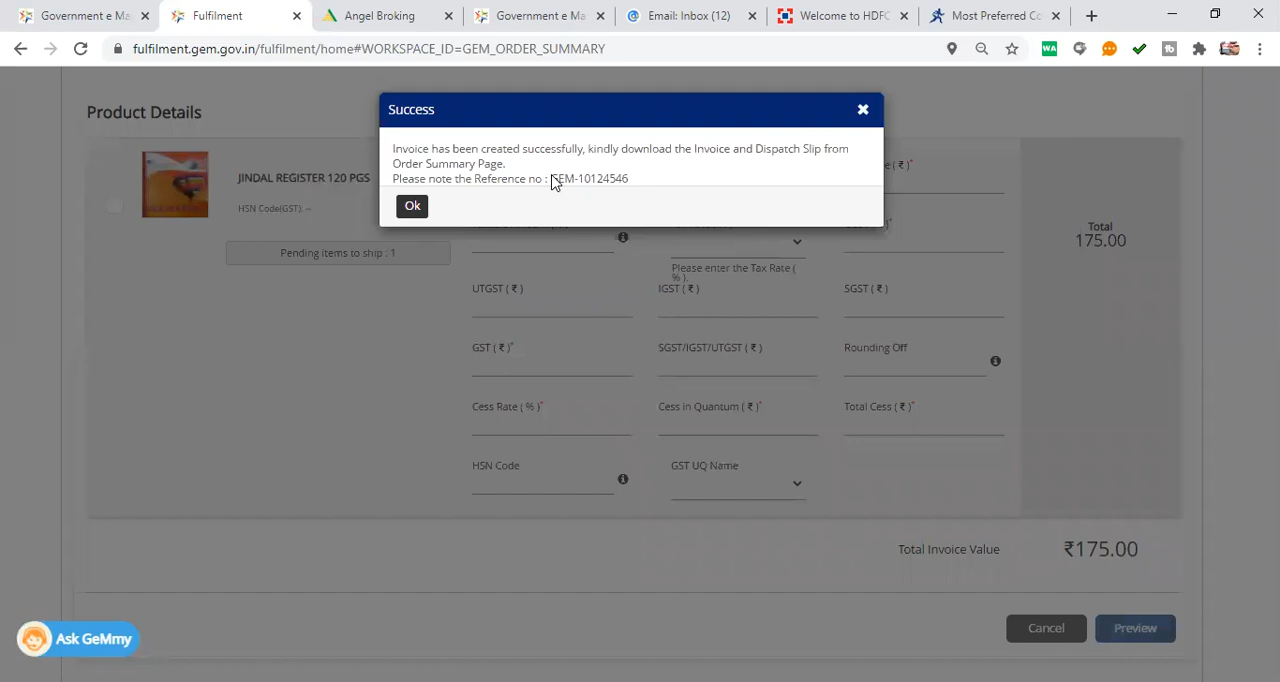 Government e Ma
Fulfilment
Angel Broking
Government e Ma
Email: Inbox (12)
Welcome to HDFC
Most Preferred Co
fulfilment.gem.gov.in/fulfilment/home#WORKSPACE_ID=GEM_ORDER_SUMMARY
WA
Product Details
Success
Invoice has been created successfully, kindly download the Invoice and Dispatch Slip from
Order Summary Page.
Please note the Reference no : GEM-10124546
Ok
JINDAL REGISTER 120 PGS
HSN Code(GST): --
Pending items to ship : 1
e ( ₹ )*
Total
175.00
Please enter the Tax Rate (
% ).
UTGST ( ₹ )
IGST ( ₹ )
SGST ( ₹ )
GST ( ₹ )*
SGST/IGST/UTGST ( ₹ )
Rounding Off
Cess Rate ( % )*
Cess in Quantum ( ₹ )*
Total Cess ( ₹ )*
HSN Code
GST UQ Name
Total Invoice Value
₹175.00
Cancel
Preview
Ask GeMmy